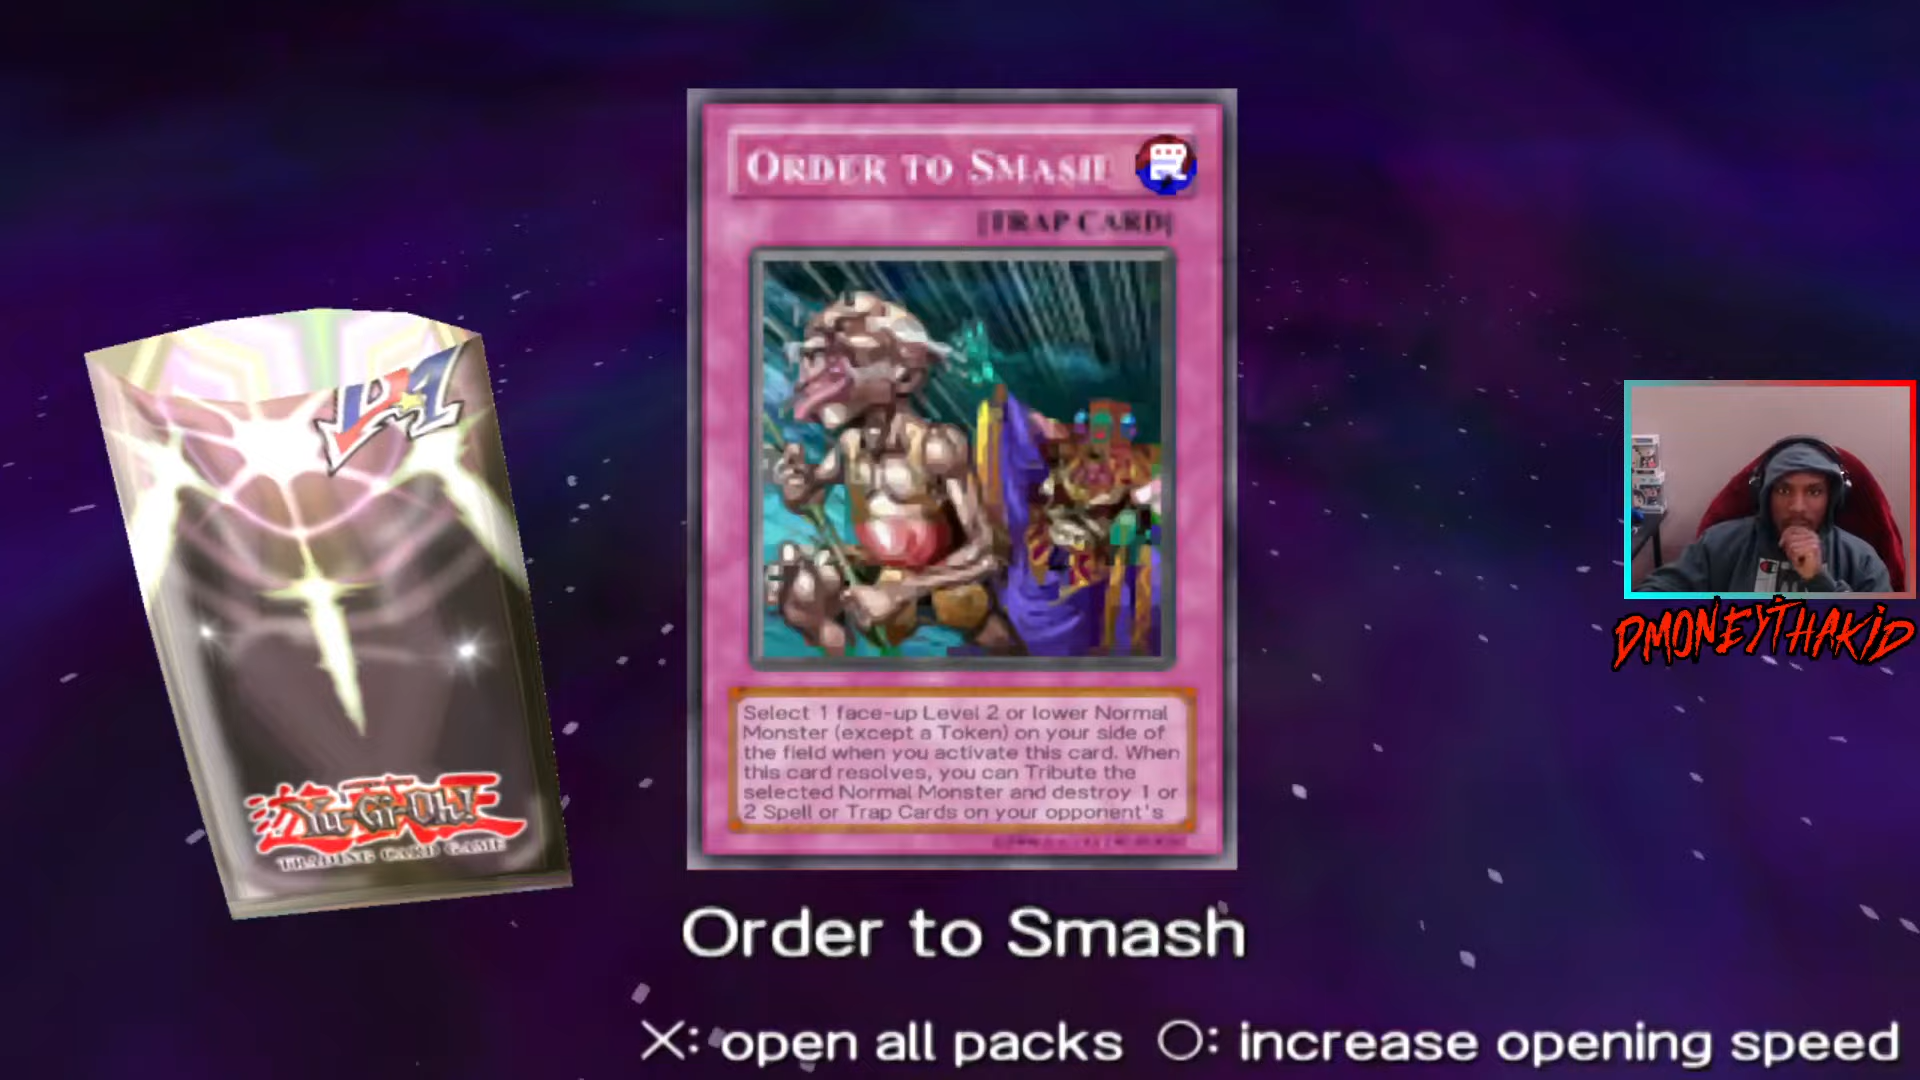 ORDER TO SMASH
[TRAP CARD]
Select 1 face-up Level 2 or lower Normal
Monster (except a Token) on your side of
the field when you activate this card. When
this card resolves, you can Tribute the
selected Normal Monster and destroy 1 or
2 Spell or Trap Cards on your opponent's
Yu-Gi-Oh!
TRADING CARD GAME
DMONEYTHAKID
Order to Smash
X: open all packs O: increase opening speed